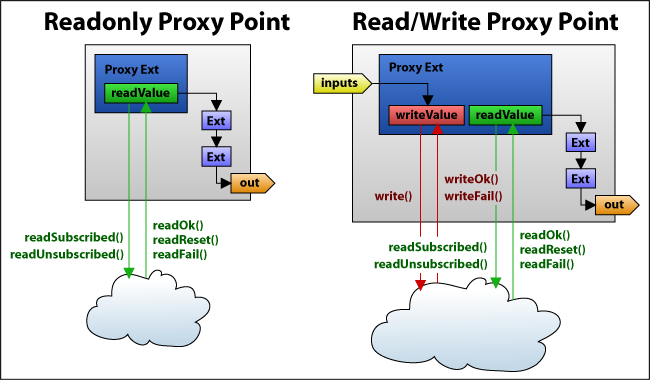 Readonly Proxy Point
Proxy Ext
readValue
Ext
Ext
out
readSubscribed()
readUnsubscribed()
readOk()
readReset()
readFail()
Read/Write Proxy Point
inputs
Proxy Ext
writeValue
readValue
Ext
Ext
out
write()
writeOk()
writeFail()
readSubscribed()
readUnsubscribed()
readOk()
readReset()
readFail()